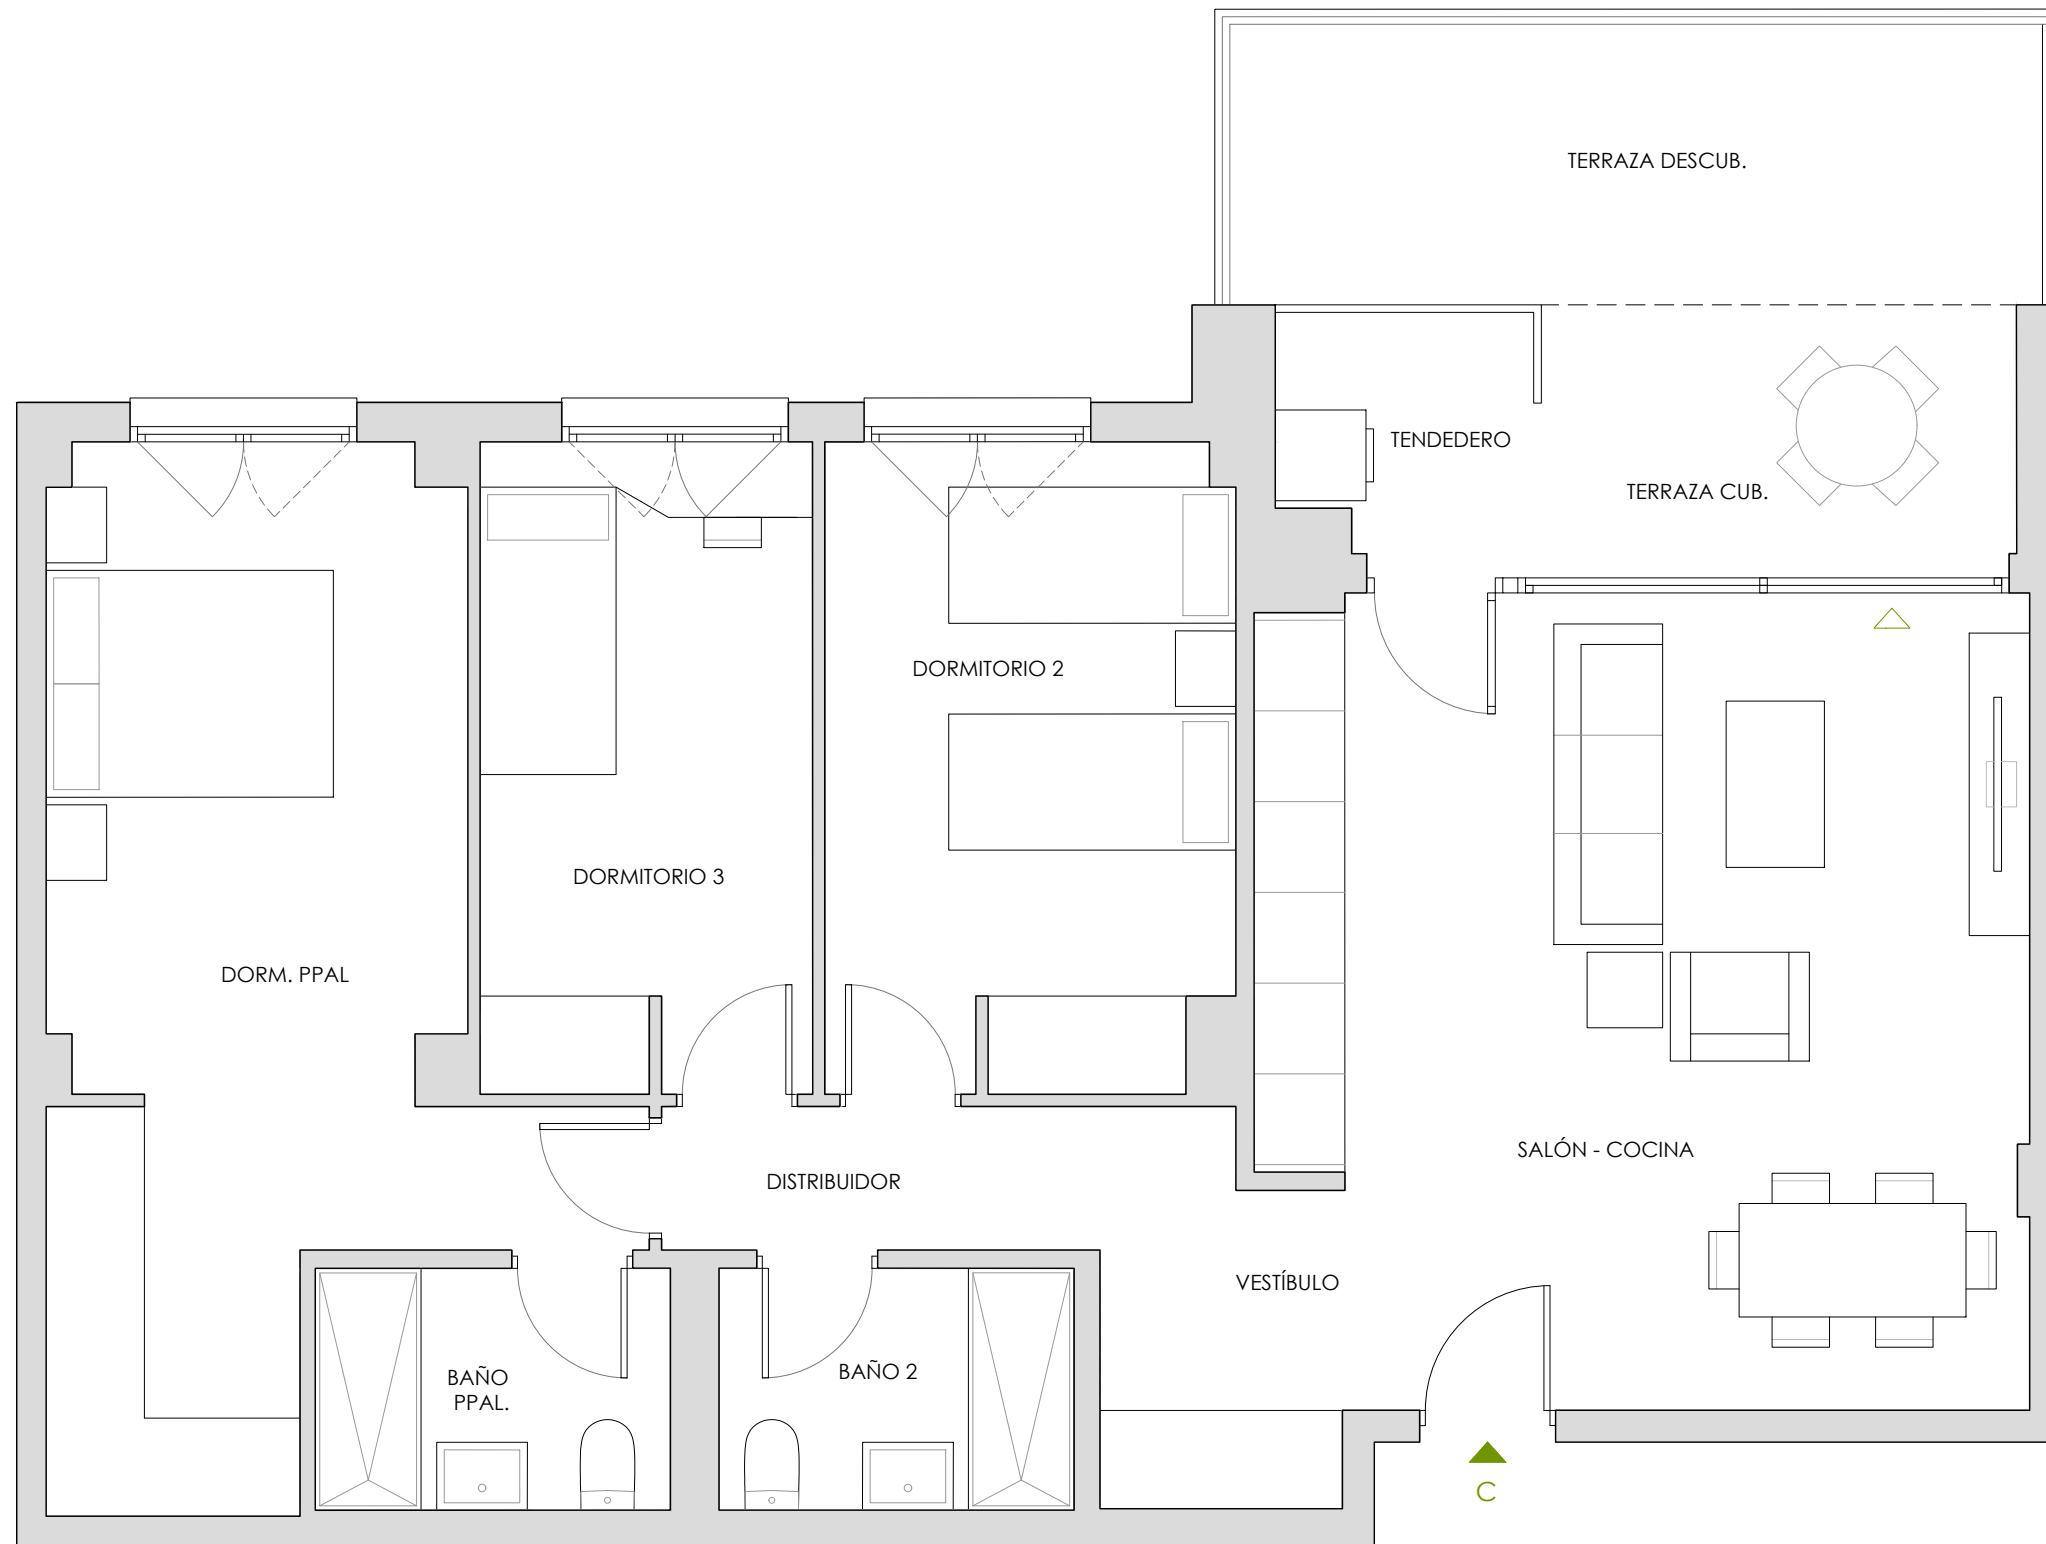 TERRAZA DESCUB.
TENDEDERO
TERRAZA CUB.
DORMITORIO 2
DORMITORIO 3
DORM. PPAL
SALÓN - COCINA
DISTRIBUIDOR
VESTÍBULO
BAÑO
PPAL.
BAÑO 2
C